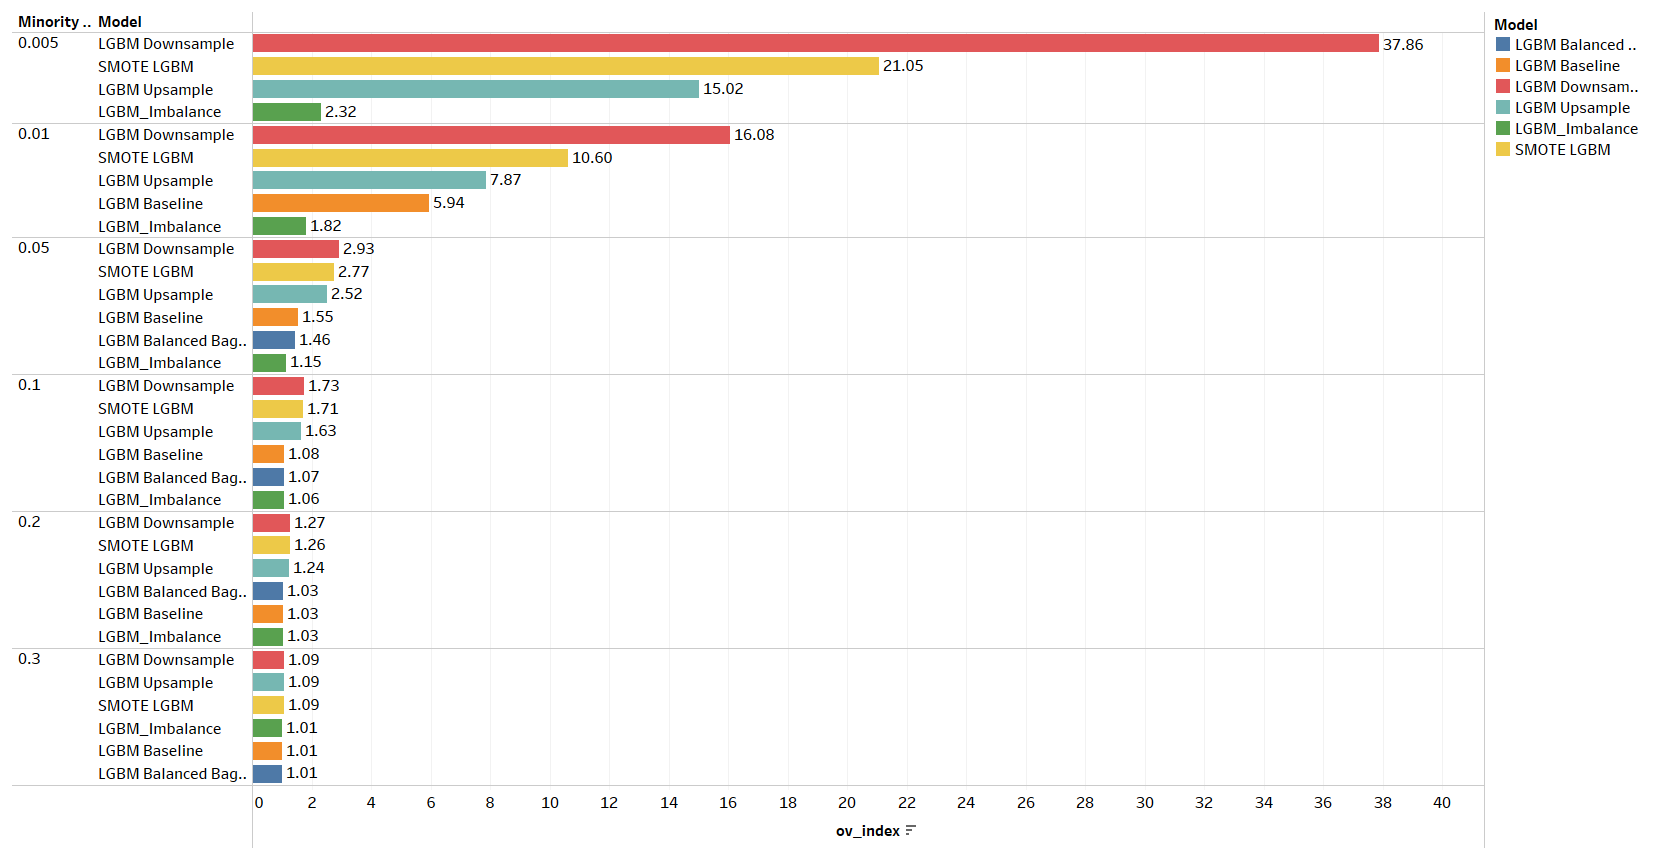 Minority .. Model
0.005 LGBM Downsample 37.86
SMOTE LGBM 21.05
LGBM Upsample 15.02
LGBM_Imbalance 2.32
0.01 LGBM Downsample 16.08
SMOTE LGBM 10.60
LGBM Upsample 7.87
LGBM Baseline 5.94
LGBM_Imbalance 1.82
0.05 LGBM Downsample 2.93
SMOTE LGBM 2.77
LGBM Upsample 2.52
LGBM Baseline 1.55
LGBM Balanced Bag.. 1.46
LGBM_Imbalance 1.15
0.1 LGBM Downsample 1.73
SMOTE LGBM 1.71
LGBM Upsample 1.63
LGBM Baseline 1.08
LGBM Balanced Bag.. 1.07
LGBM_Imbalance 1.06
0.2 LGBM Downsample 1.27
SMOTE LGBM 1.26
LGBM Upsample 1.24
LGBM Balanced Bag.. 1.03
LGBM Baseline 1.03
LGBM_Imbalance 1.03
0.3 LGBM Downsample 1.09
LGBM Upsample 1.09
SMOTE LGBM 1.09
LGBM_Imbalance 1.01
LGBM Baseline 1.01
LGBM Balanced Bag.. 1.01
0 2 4 6 8 10 12 14 16 18 20 22 24 26 28 30 32 34 36 38 40
ov_index
Model
LGBM Balanced ..
LGBM Baseline
LGBM Downsam..
LGBM Upsample
LGBM_Imbalance
SMOTE LGBM